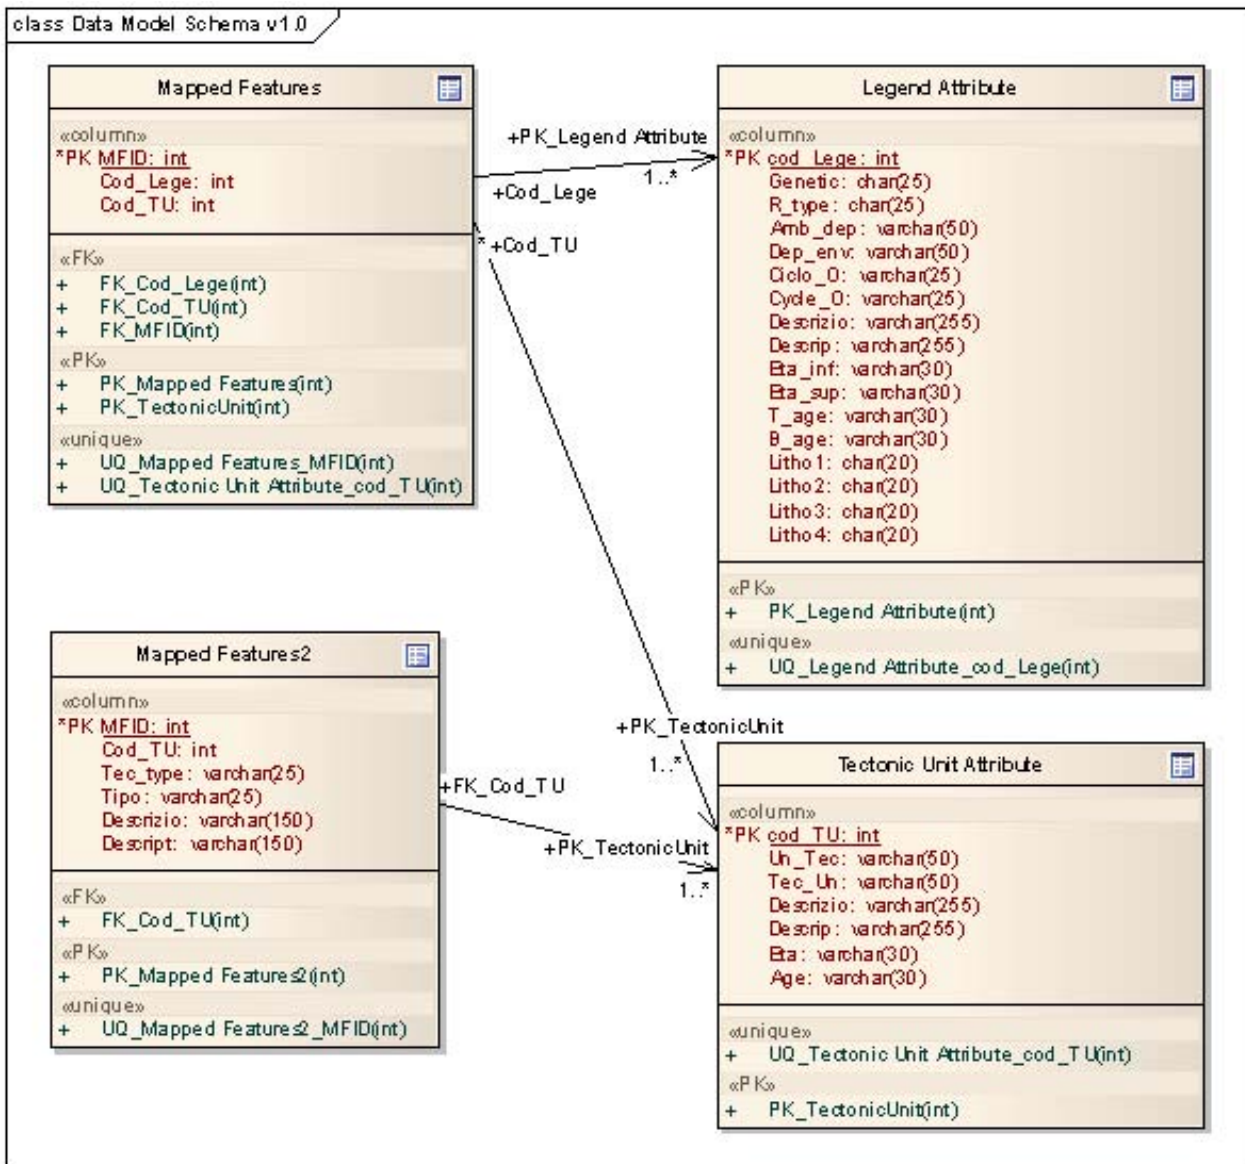 class Data Model Schema v1.0
Mapped Features
«column»
*PK MFID: int
Cod_Lege: int
Cod_TU: int
«FK»
+ FK_Cod_Lege(int)
+ FK_Cod_TU(int)
+ FK_MFID(int)
«PK»
+ PK_Mapped Features(int)
+ PK_TectonicUnit(int)
«unique»
+ UQ_Mapped Features_MFID(int)
+ UQ_Tectonic Unit Attribute_cod_TU(int)
+PK_Legend Attribute
1..*
+Cod_Lege
* +Cod_TU
Legend Attribute
«column»
*PK cod_Lege: int
Genetic: char(25)
R_type: char(25)
Amb_dep: varchar(50)
Dep_env: varchar(50)
Ciclo_O: varchar(25)
Cycle_O: varchar(25)
Descrizio: varchar(255)
Descrip: varchar(255)
Eta_inf: varchar(30)
Eta_sup: varchar(30)
T_age: varchar(30)
B_age: varchar(30)
Litho1: char(20)
Litho2: char(20)
Litho3: char(20)
Litho4: char(20)
«PK»
+ PK_Legend Attribute(int)
«unique»
+ UQ_Legend Attribute_cod_Lege(int)
Mapped Features2
«column»
*PK MFID: int
Cod_TU: int
Tec_type: varchar(25)
Tipo: varchar(25)
Descrizio: varchar(150)
Descript: varchar(150)
«FK»
+ FK_Cod_TU(int)
«PK»
+ PK_Mapped Features2(int)
«unique»
+ UQ_Mapped Features2_MFID(int)
+PK_TectonicUnit
1..*
+FK_Cod_TU
+PK_TectonicUnit
1..*
Tectonic Unit Attribute
«column»
*PK cod_TU: int
Un_Tec: varchar(50)
Tec_Un: varchar(50)
Descrizio: varchar(255)
Descrip: varchar(255)
Eta: varchar(30)
Age: varchar(30)
«unique»
+ UQ_Tectonic Unit Attribute_cod_TU(int)
«PK»
+ PK_TectonicUnit(int)